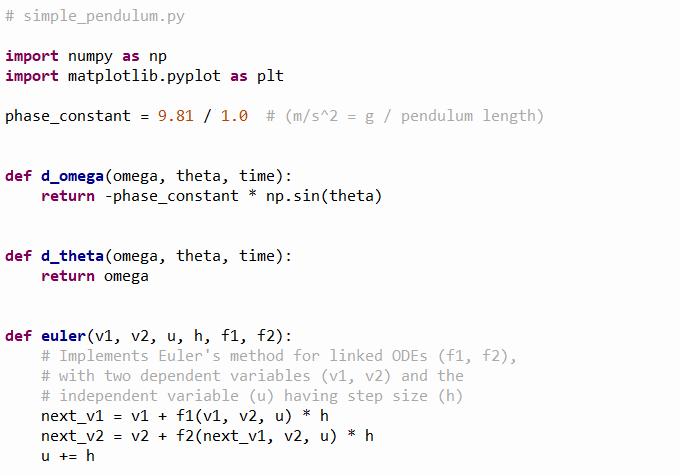 # simple_pendulum.py
import numpy as np
import matplotlib.pyplot as plt
phase_constant = 9.81 / 1.0  # (m/s^2 = g / pendulum length)
def d_omega(omega, theta, time):
    return -phase_constant * np.sin(theta)
def d_theta(omega, theta, time):
    return omega
def euler(v1, v2, u, h, f1, f2):
    # Implements Euler's method for linked ODEs (f1, f2),
    # with two dependent variables (v1, v2) and the
    # independent variable (u) having step size (h)
    next_v1 = v1 + f1(v1, v2, u) * h
    next_v2 = v2 + f2(next_v1, v2, u) * h
    u += h